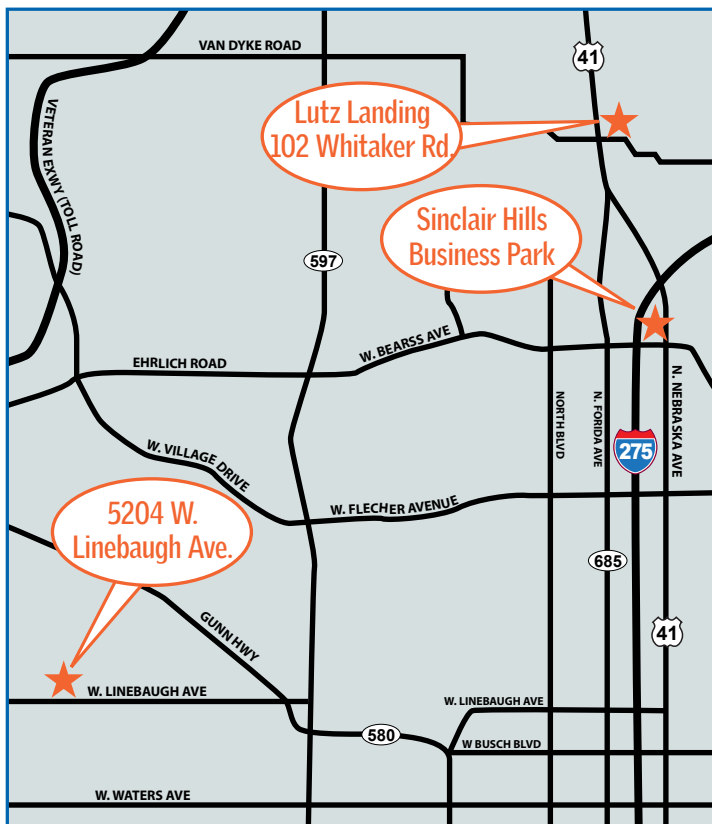 VAN DYKE ROAD
41
Lutz Landing
102 Whitaker Rd.
VETERAN EXWY (TOLL ROAD)
Sinclair Hills
Business Park
597
W. BEARSS AVE
EHRLICH ROAD
NORTH BLVD
N. FORIDA AVE
N. NEBRASKA AVE
275
W. VILLAGE DRIVE
W. FLECHER AVENUE
5204 W.
Linebaugh Ave.
685
GUNN HWY
41
W. LINEBAUGH AVE
W. LINEBAUGH AVE
580
W BUSCH BLVD
W. WATERS AVE